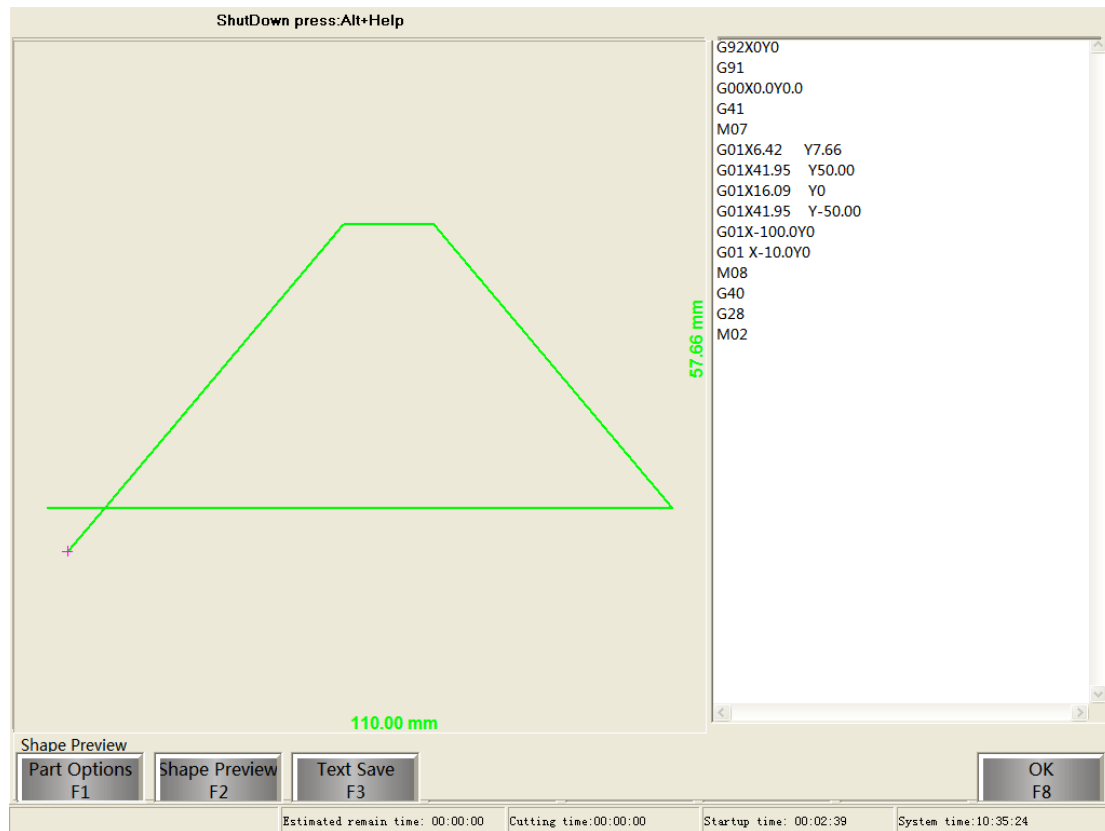 ShutDown press:Alt+Help
G92X0Y0
G91
G00X0.0Y0.0
G41
M07
G01X6.42 Y7.66
G01X41.95 Y50.00
G01X16.09 Y0
G01X41.95 Y-50.00
G01X-100.0Y0
G01 X-10.0Y0
M08
G40
G28
M02
57.66 mm
110.00 mm
Shape Preview
Part Options
F1
Shape Preview
F2
Text Save
F3
OK
F8
Estimated remain time: 00:00:00
Cutting time:00:00:00
Startup time: 00:02:39
System time:10:35:24